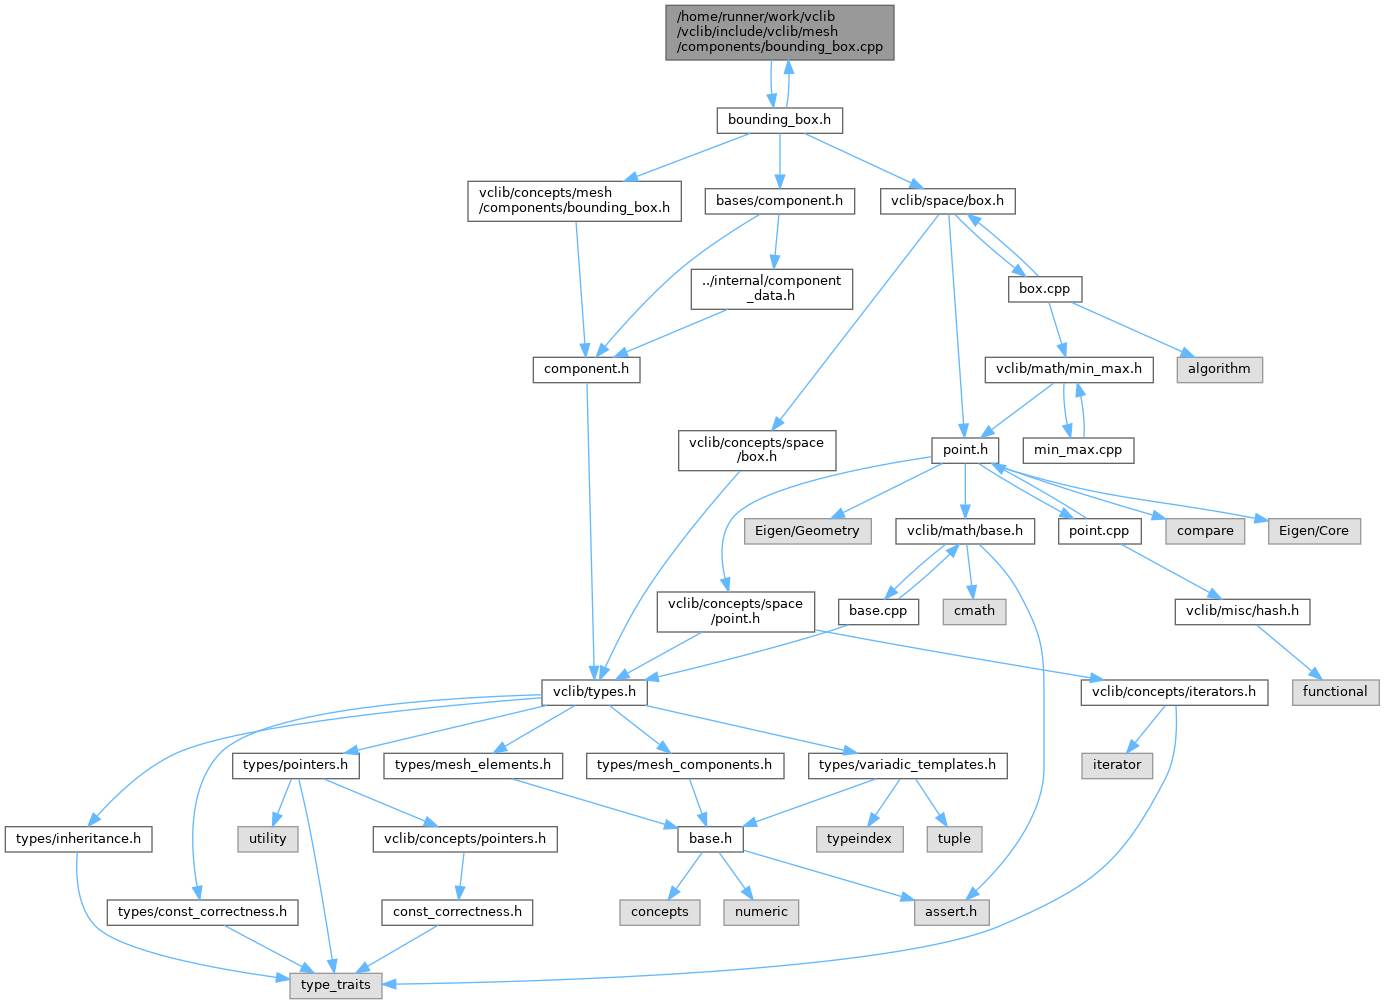 /home/runner/work/vclib
/vclib/include/vclib/mesh
/components/bounding_box.cpp
bounding_box.h
vclib/concepts/mesh
/components/bounding_box.h
bases/component.h
vclib/space/box.h
../internal/component
_data.h
box.cpp
component.h
vclib/math/min_max.h
algorithm
vclib/concepts/space
/box.h
point.h
min_max.cpp
Eigen/Geometry
vclib/math/base.h
point.cpp
compare
Eigen/Core
vclib/concepts/space
/point.h
base.cpp
cmath
vclib/misc/hash.h
vclib/types.h
vclib/concepts/iterators.h
functional
types/pointers.h
types/mesh_elements.h
types/mesh_components.h
types/variadic_templates.h
iterator
types/inheritance.h
utility
vclib/concepts/pointers.h
base.h
typeindex
tuple
types/const_correctness.h
const_correctness.h
concepts
numeric
assert.h
type_traits